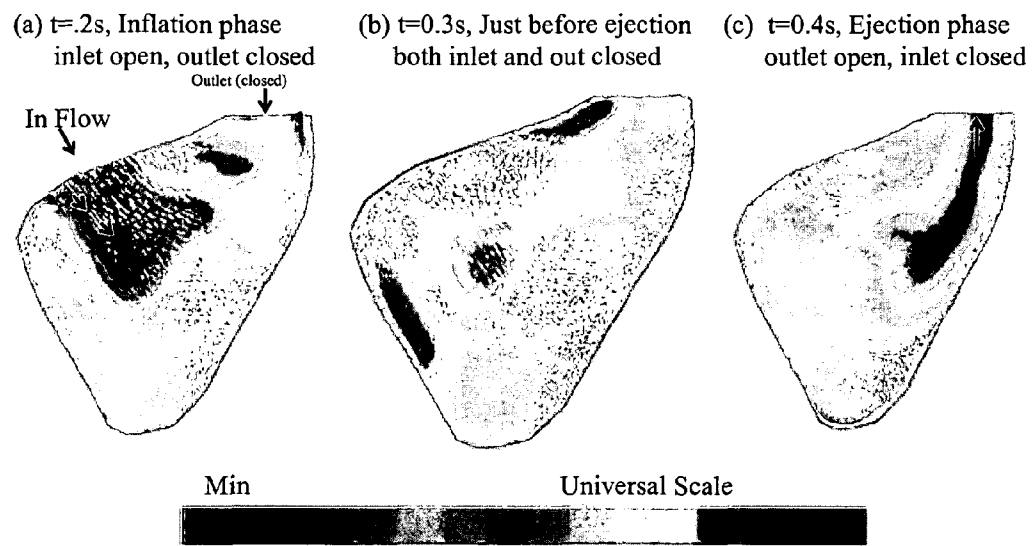 (a) t=.2s, Inflation phase
inlet open, outlet closed
Outlet (closed)
In Flow
(b) t=0.3s, Just before ejection
both inlet and out closed
(c) t=0.4s, Ejection phase
outlet open, inlet closed
Min
Universal Scale